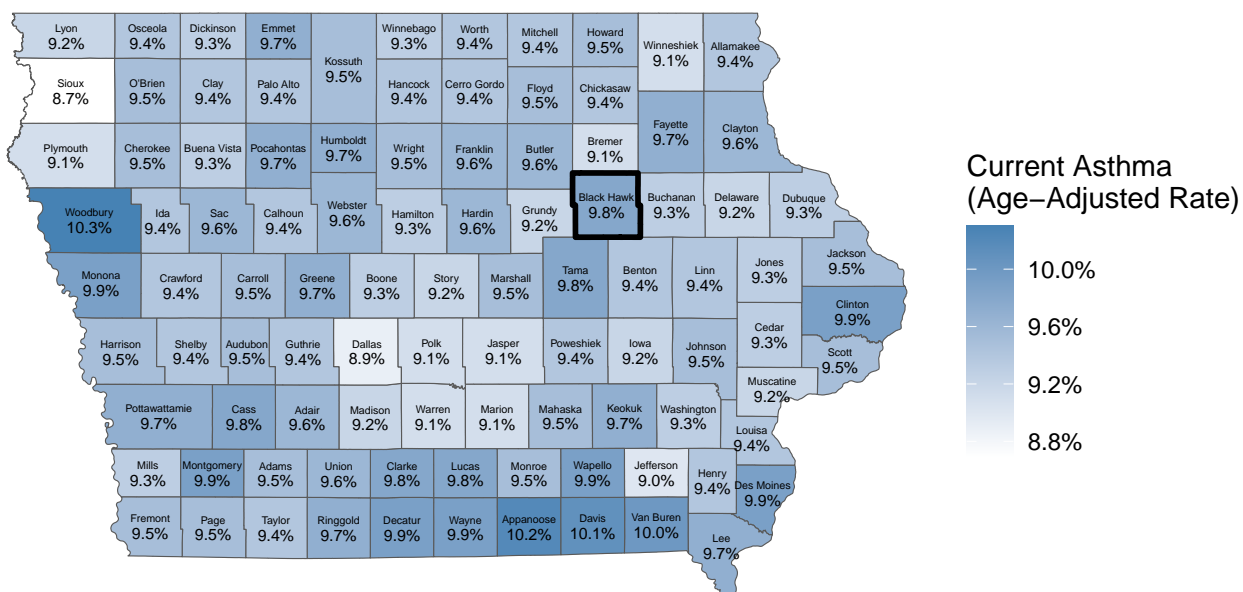 Lyon
9.2%
Osceola
9.4%
Dickinson
9.3%
Emmet
9.7%
Kossuth
9.5%
Winnebago
9.3%
Worth
9.4%
Mitchell
9.4%
Howard
9.5%
Winneshiek
9.1%
Allamakee
9.4%
Sioux
8.7%
O'Brien
9.5%
Clay
9.4%
Palo Alto
9.4%
Hancock
9.4%
Cerro Gordo
9.4%
Floyd
9.5%
Chickasaw
9.4%
Fayette
9.7%
Clayton
9.6%
Plymouth
9.1%
Cherokee
9.5%
Buena Vista
9.3%
Pocahontas
9.7%
Humboldt
9.7%
Wright
9.5%
Franklin
9.6%
Butler
9.6%
Bremer
9.1%
Woodbury
10.3%
Ida
9.4%
Sac
9.6%
Calhoun
9.4%
Webster
9.6%
Hamilton
9.3%
Hardin
9.6%
Grundy
9.2%
Black Hawk
9.8%
Buchanan
9.3%
Delaware
9.2%
Dubuque
9.3%
Monona
9.9%
Crawford
9.4%
Carroll
9.5%
Greene
9.7%
Boone
9.3%
Story
9.2%
Marshall
9.5%
Tama
9.8%
Benton
9.4%
Linn
9.4%
Jones
9.3%
Jackson
9.5%
Clinton
9.9%
Harrison
9.5%
Shelby
9.4%
Audubon
9.5%
Guthrie
9.4%
Dallas
8.9%
Polk
9.1%
Jasper
9.1%
Poweshiek
9.4%
Iowa
9.2%
Johnson
9.5%
Cedar
9.3%
Scott
9.5%
Muscatine
9.2%
Pottawattamie
9.7%
Cass
9.8%
Adair
9.6%
Madison
9.2%
Warren
9.1%
Marion
9.1%
Mahaska
9.5%
Keokuk
9.7%
Washington
9.3%
Louisa
9.4%
Mills
9.3%
Montgomery
9.9%
Adams
9.5%
Union
9.6%
Clarke
9.8%
Lucas
9.8%
Monroe
9.5%
Wapello
9.9%
Jefferson
9.0%
Henry
9.4%
Des Moines
9.9%
Fremont
9.5%
Page
9.5%
Taylor
9.4%
Ringgold
9.7%
Decatur
9.9%
Wayne
9.9%
Appanoose
10.2%
Davis
10.1%
Van Buren
10.0%
Lee
9.7%
Current Asthma
(Age−Adjusted Rate)
10.0%
9.6%
9.2%
8.8%